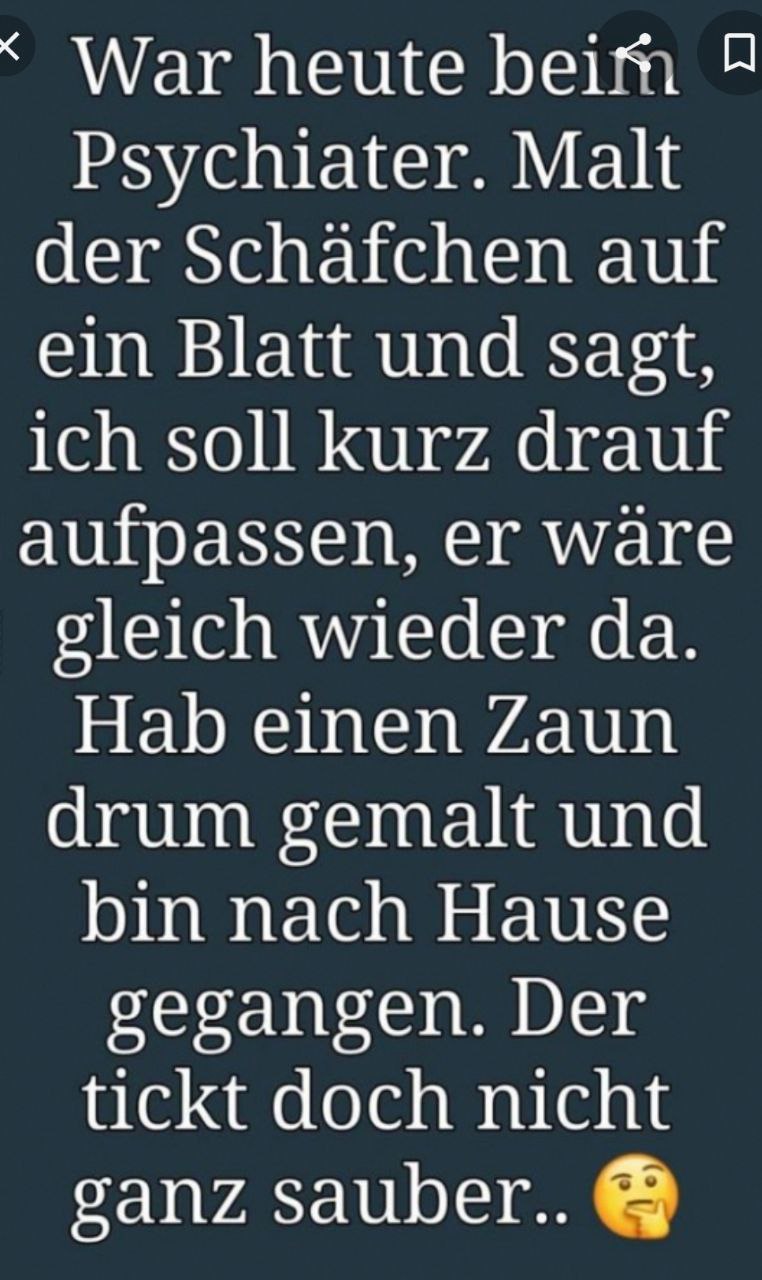 War heute beim
Psychiater. Malt
der Schäfchen auf
ein Blatt und sagt,
ich soll kurz drauf
aufpassen, er wäre
gleich wieder da.
Hab einen Zaun
drum gemalt und
bin nach Hause
gegangen. Der
tickt doch nicht
ganz sauber.. 🤔